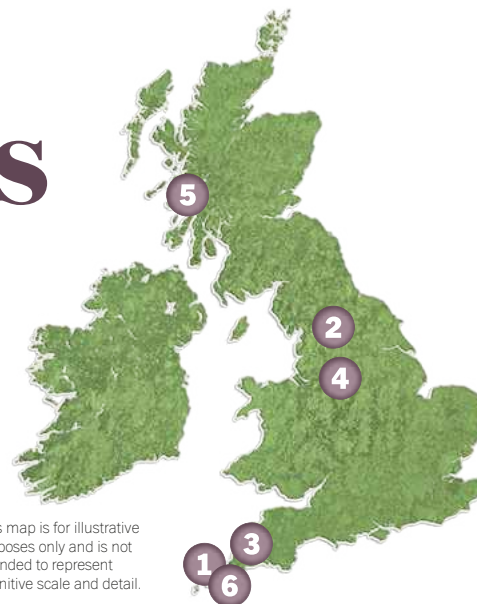 s
5
2
4
s map is for illustrative
poses only and is not
nded to represent
nitive scale and detail.
3
1
6